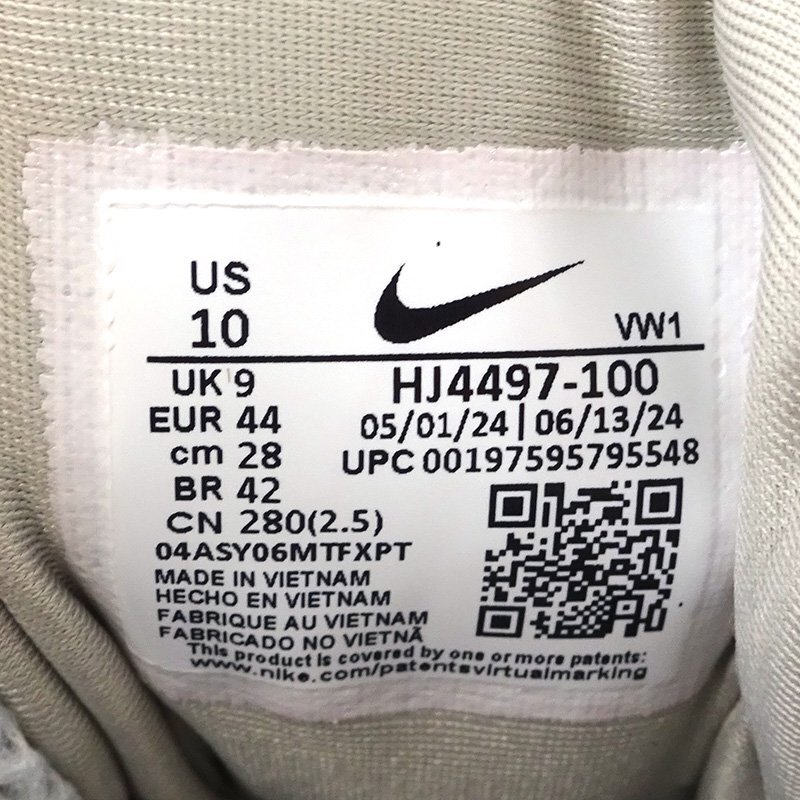 US
10
VW1
UK 9
EUR 44
cm 28
BR 42
CN 280(2.5)
HJ4497-100
05/01/24 | 06/13/24
UPC 00197595795548
04ASY06MTFXPT
MADE IN VIETNAM
HECHO EN VIETNAM
FABRIQUE AU VIETNAM
FABRICADO NO VIETNÃ
This product is covered by one or more patents:
www.nike.com/patentsvirtualmarking